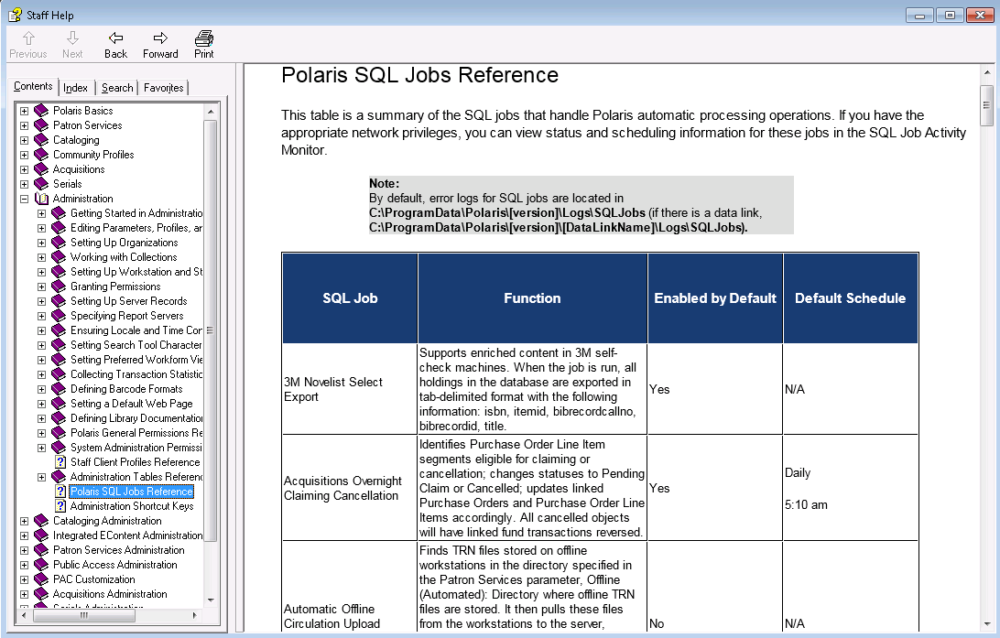 Staff Help
Previous
Next
Back
Forward
Print
Contents
Index
Search
Favorites
Polaris Basics
Patron Services
Cataloging
Community Profiles
Acquisitions
Serials
Administration
Getting Started in Administratio
Editing Parameters, Profiles, ar
Setting Up Organizations
Working with Collections
Setting Up Workstation and St
Granting Permissions
Setting Up Server Records
Specifying Report Servers
Ensuring Locale and Time Cor
Setting Search Tool Character
Setting Preferred Workform Vie
Collecting Transaction Statistic
Defining Barcode Formats
Setting a Default Web Page
Defining Library Documentation
Polaris General Permissions Re
System Administration Permissi
Staff Client Profiles Reference
Administration Tables Referenc
Polaris SQL Jobs Reference
Administration Shortcut Keys
Cataloging Administration
Integrated EContent Administration
Patron Services Administration
Public Access Administration
PAC Customization
Acquisitions Administration
Serials Administration
Polaris SQL Jobs Reference
This table is a summary of the SQL jobs that handle Polaris automatic processing operations. If you have the
appropriate network privileges, you can view status and scheduling information for these jobs in the SQL Job Activity
Monitor.
Note:
By default, error logs for SQL jobs are located in
C:\ProgramData\Polaris\[version]\Logs\SQLJobs (if there is a data link,
C:\ProgramData\Polaris\[version]\[DataLinkName]\Logs\SQLJobs).
SQL Job
Function
Enabled by Default
Default Schedule
3M Novelist Select
Export
Supports enriched content in 3M self-
check machines. When the job is run, all
holdings in the database are exported in
tab-delimited format with the following
information: isbn, itemid, bibrecordcallno,
bibrecordid, title.
Yes
N/A
Acquisitions Overnight
Claiming Cancellation
Identifies Purchase Order Line Item
segments eligible for claiming or
cancellation; changes statuses to Pending
Claim or Cancelled; updates linked
Purchase Orders and Purchase Order Line
Items accordingly. All cancelled objects
will have linked fund transactions reversed.
Yes
Daily
5:10 am
Automatic Offline
Circulation Upload
Finds TRN files stored on offline
workstations in the directory specified in
the Patron Services parameter, Offline
(Automated): Directory where offline TRN
files are stored. It then pulls these files
from the workstations to the server,
No
N/A